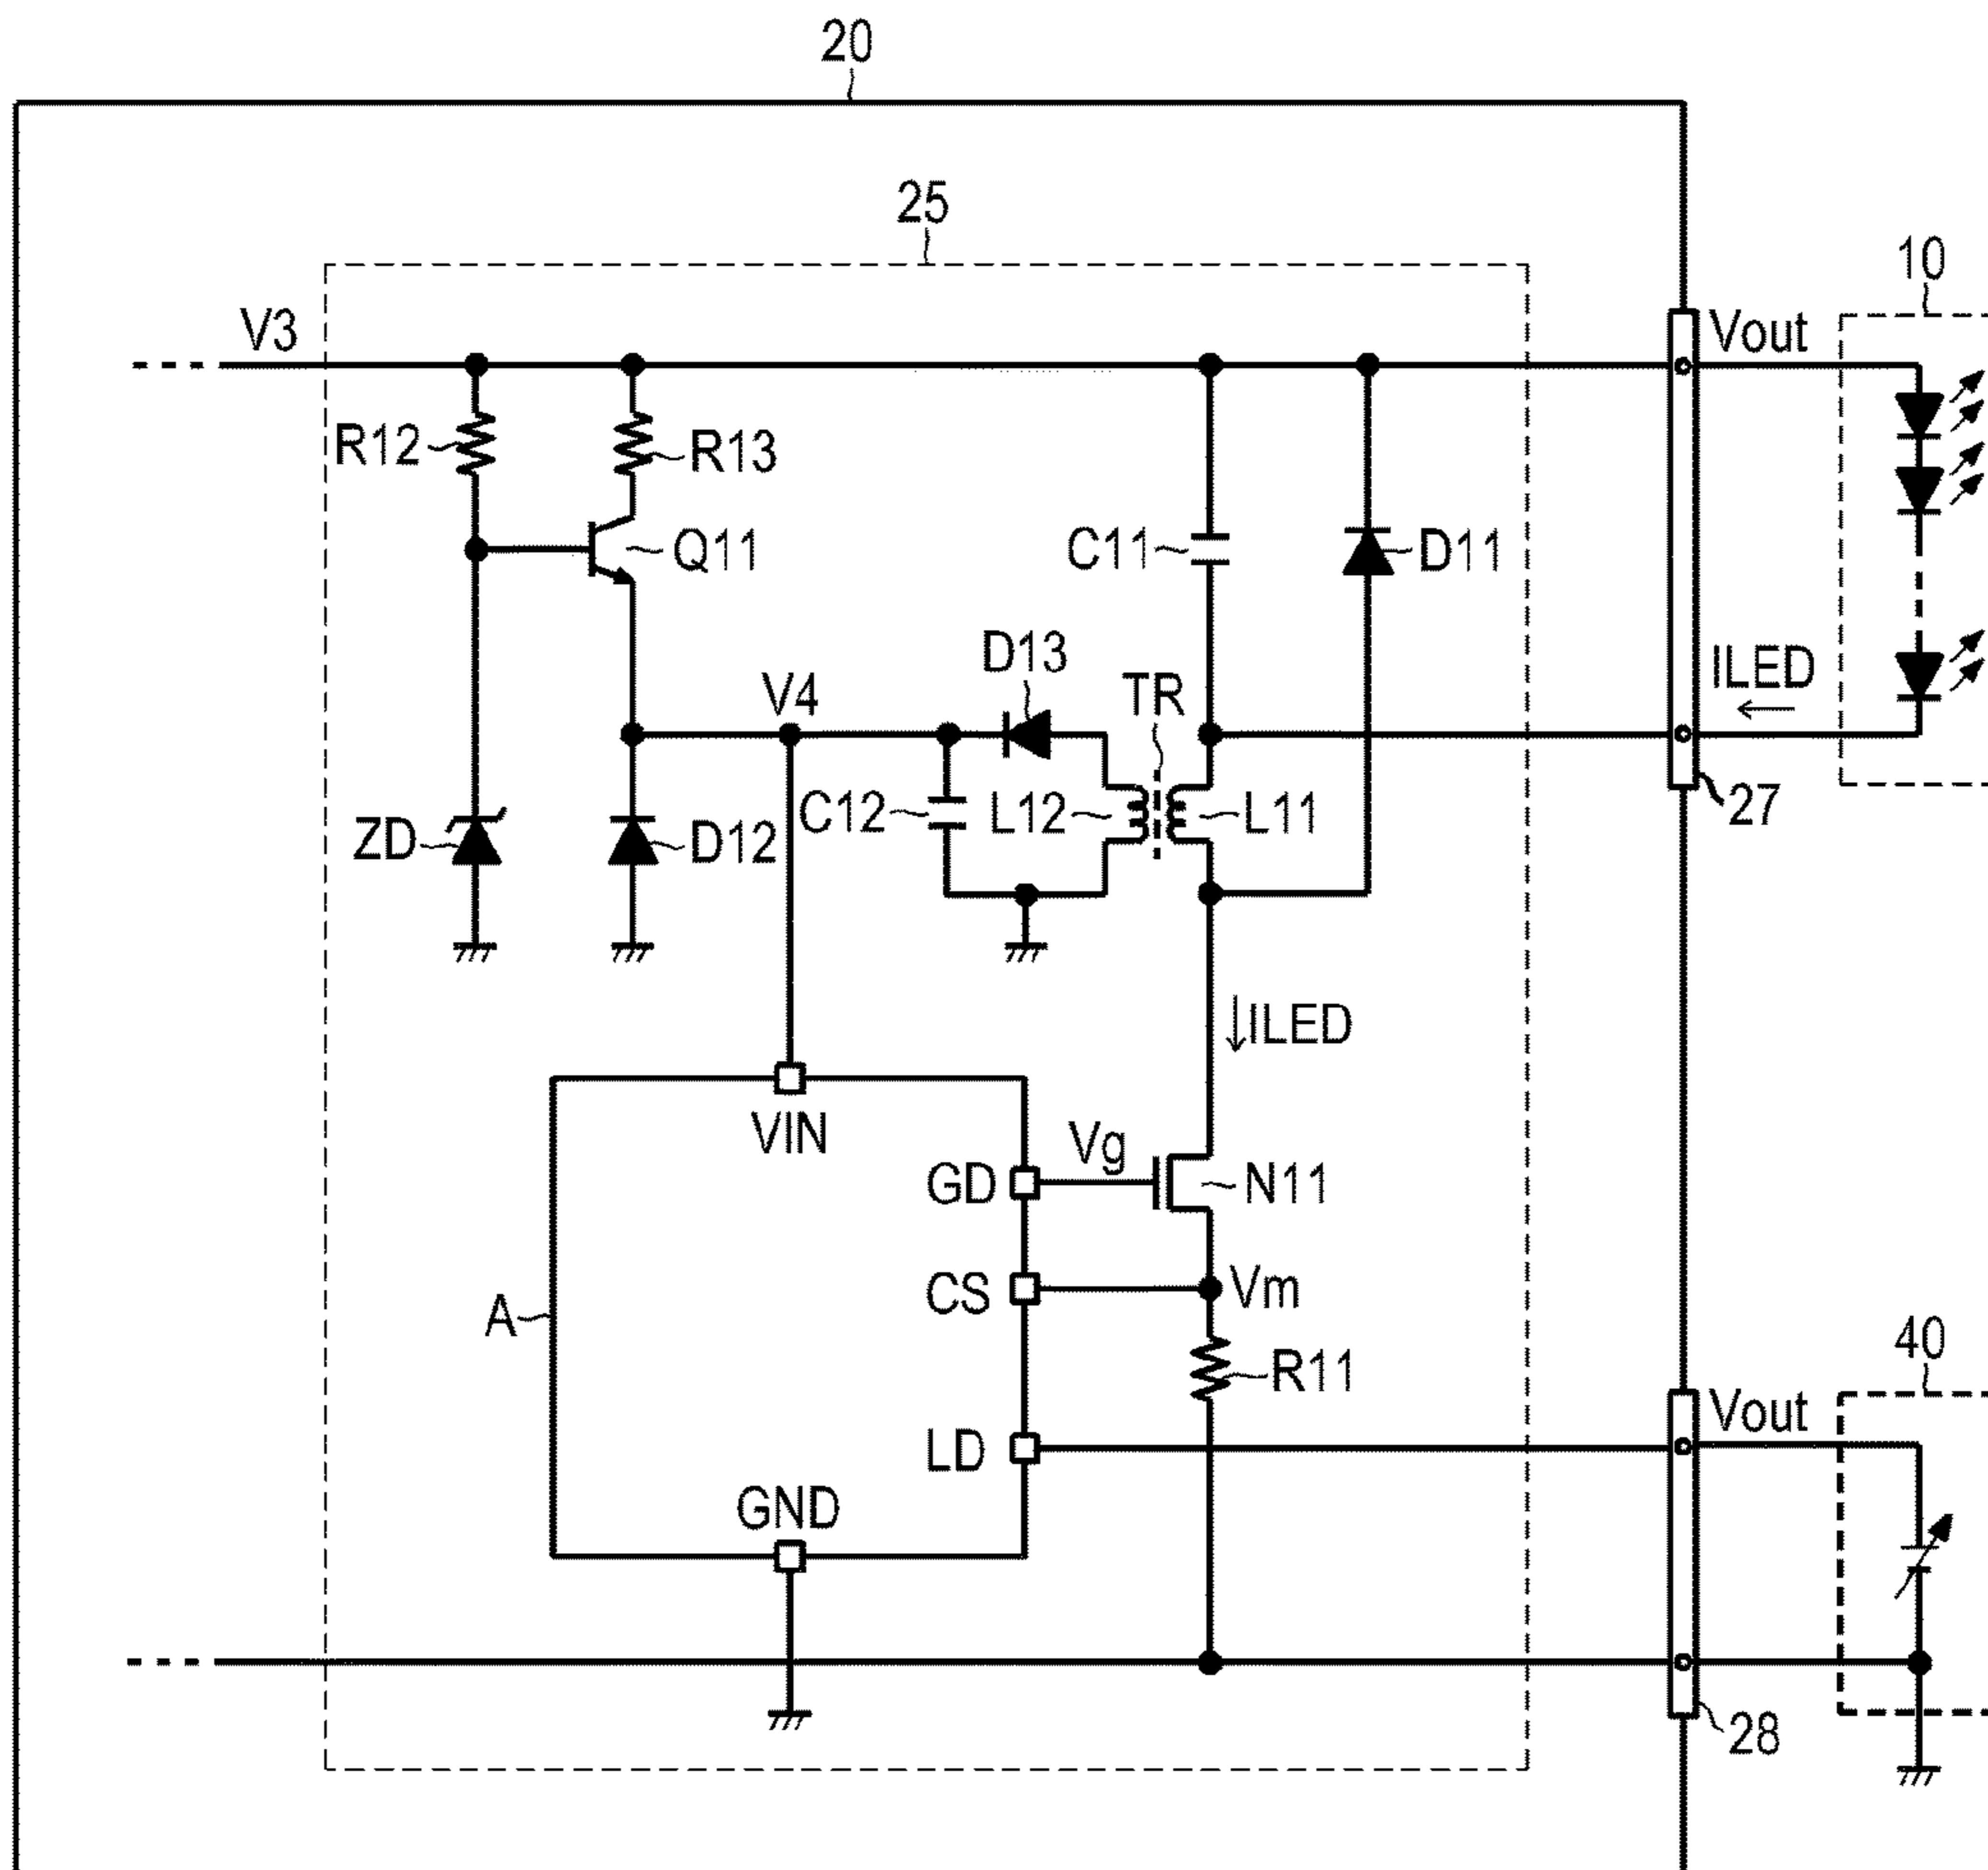 20
25
10
V3
Vout
R12
R13
Q11
C11
D11
D13
TR
V4
ILED
C12
L12
L11
27
ZD
D12
ILED
VIN
Vg
GD
N11
CS
Vm
A
R11
40
LD
Vout
GND
28